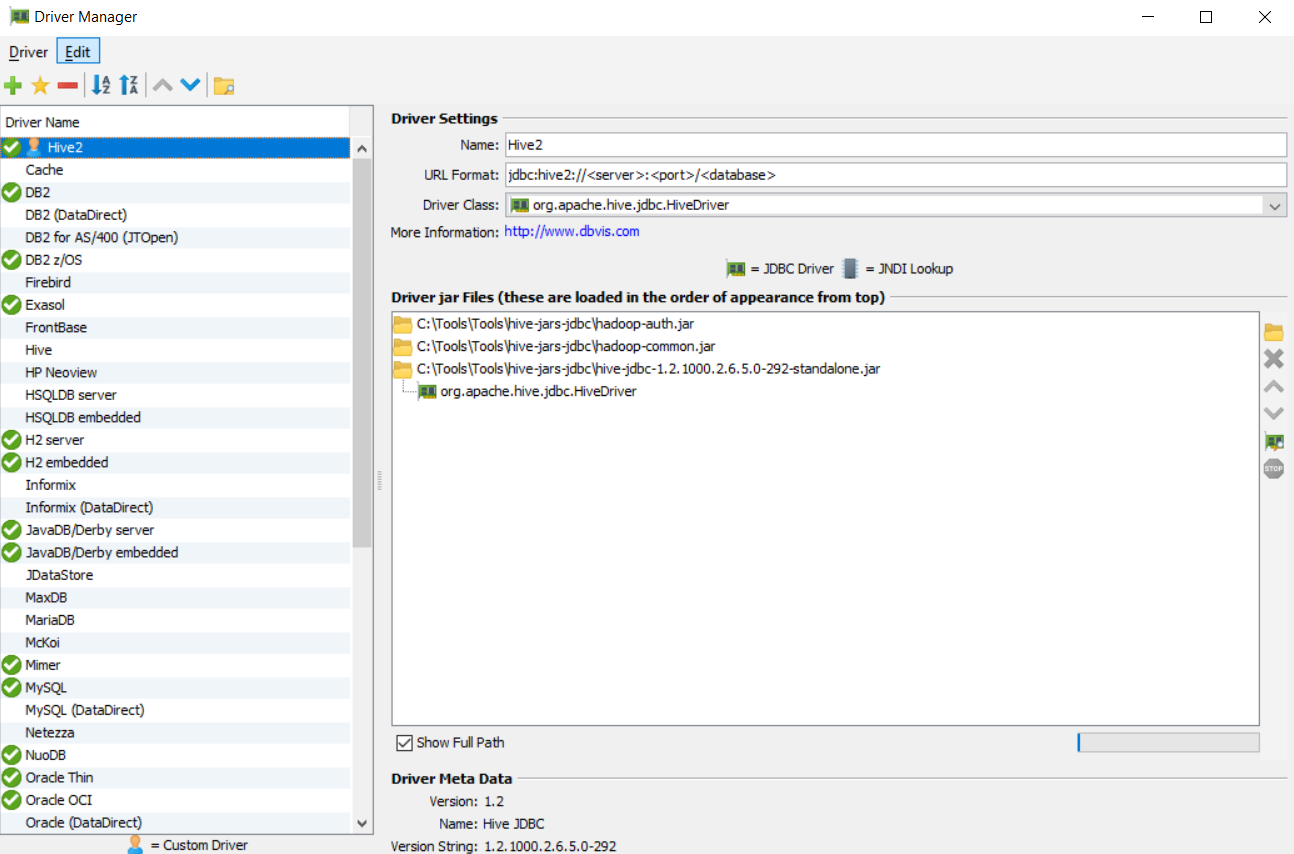 Driver Manager
Driver Edit
Driver Name
Hive2
Cache
DB2
DB2 (DataDirect)
DB2 for AS/400 (JTOpen)
DB2 z/OS
Firebird
Exasol
FrontBase
Hive
HP Neoview
HSQLDB server
HSQLDB embedded
H2 server
H2 embedded
Informix
Informix (DataDirect)
JavaDB/Derby server
JavaDB/Derby embedded
JDataStore
MaxDB
MariaDB
McKoi
Mimer
MySQL
MySQL (DataDirect)
Netezza
NuoDB
Oracle Thin
Oracle OCI
Oracle (DataDirect)
= Custom Driver
Driver Settings
Name: Hive2
URL Format: jdbc:hive2://<server>:<port>/<database>
Driver Class: org.apache.hive.jdbc.HiveDriver
More Information: http://www.dbvis.com
= JDBC Driver = JNDI Lookup
Driver jar Files (these are loaded in the order of appearance from top)
C:\Tools\Tools\hive-jars-jdbc\hadoop-auth.jar
C:\Tools\Tools\hive-jars-jdbc\hadoop-common.jar
C:\Tools\Tools\hive-jars-jdbc\hive-jdbc-1.2.1000.2.6.5.0-292-standalone.jar
org.apache.hive.jdbc.HiveDriver
STOP
Show Full Path
Driver Meta Data
Version: 1.2
Name: Hive JDBC
Version String: 1.2.1000.2.6.5.0-292